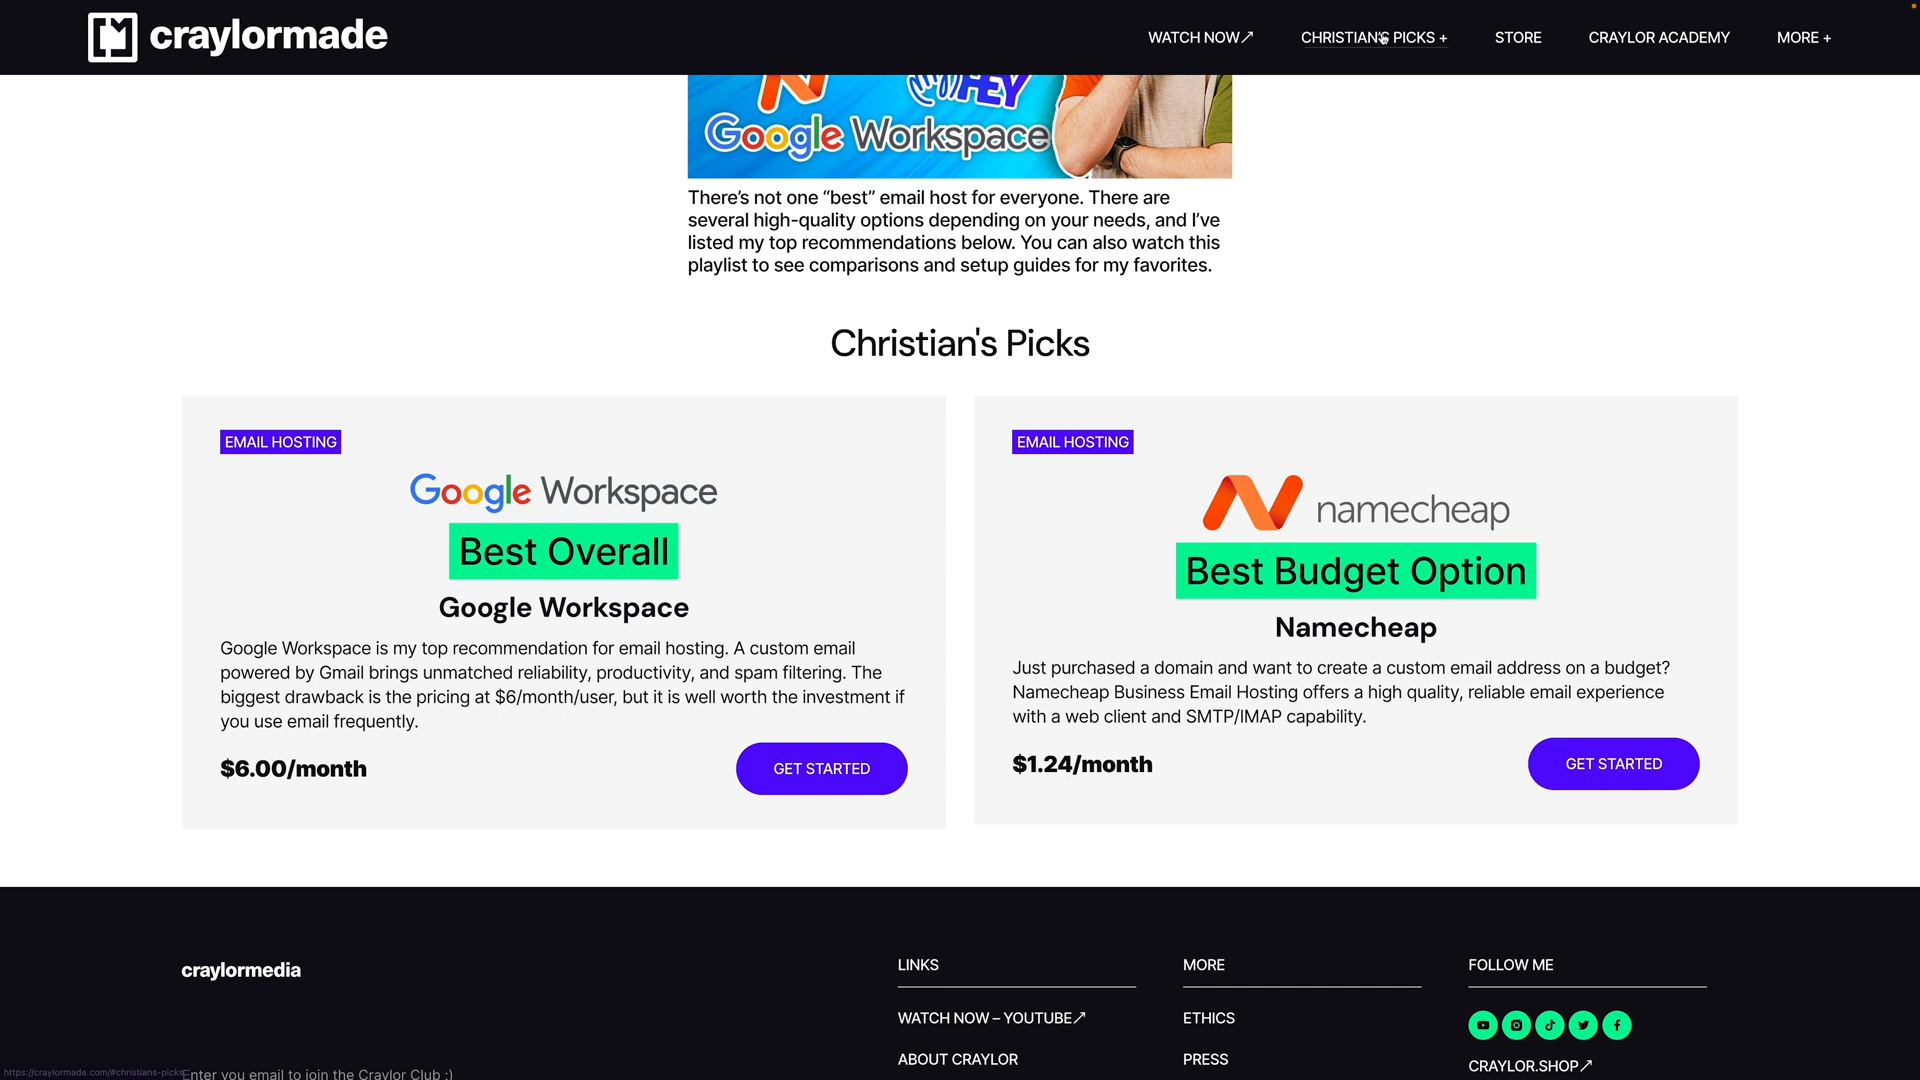 craylormade
WATCH NOW↗
CHRISTIAN'S PICKS +
STORE
CRAYLOR ACADEMY
MORE +
HEY
Google Workspace
There's not one “best” email host for everyone. There are
several high-quality options depending on your needs, and I've
listed my top recommendations below. You can also watch this
playlist to see comparisons and setup guides for my favorites.
Christian's Picks
EMAIL HOSTING
Google Workspace
Best Overall
Google Workspace
Google Workspace is my top recommendation for email hosting. A custom email
powered by Gmail brings unmatched reliability, productivity, and spam filtering. The
biggest drawback is the pricing at $6/month/user, but it is well worth the investment if
you use email frequently.
$6.00/month
GET STARTED
EMAIL HOSTING
namecheap
Best Budget Option
Namecheap
Just purchased a domain and want to create a custom email address on a budget?
Namecheap Business Email Hosting offers a high quality, reliable email experience
with a web client and SMTP/IMAP capability.
$1.24/month
GET STARTED
craylormedia
LINKS
WATCH NOW – YOUTUBE↗
ABOUT CRAYLOR
MORE
ETHICS
PRESS
FOLLOW ME
CRAYLOR.SHOP↗
https://craylormade.com/#christians-picks
Enter you email to join the Craylor Club :)